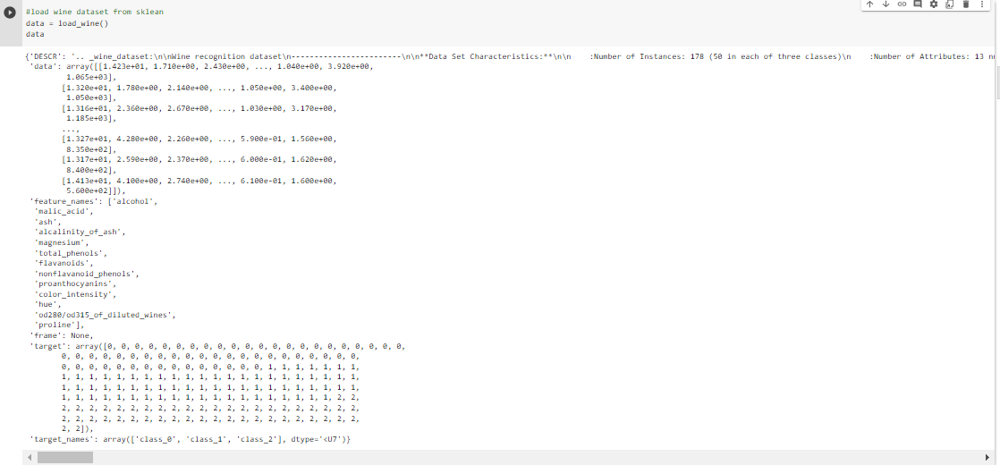 #load wine dataset from sklean
data = load_wine()
data
{'DESCR': '.. _wine_dataset:\n\nWine recognition dataset\n------------------------\n\n**Data Set Characteristics:**\n\n    :Number of Instances: 178 (50 in each of three classes)\n    :Number of Attributes: 13 nu
'data': array([[1.423e+01, 1.710e+00, 2.430e+00, ..., 1.040e+00, 3.920e+00,
1.065e+03],
[1.320e+01, 1.780e+00, 2.140e+00, ..., 1.050e+00, 3.400e+00,
1.050e+03],
[1.316e+01, 2.360e+00, 2.670e+00, ..., 1.030e+00, 3.170e+00,
1.185e+03],
...,
[1.327e+01, 4.280e+00, 2.260e+00, ..., 5.900e-01, 1.560e+00,
8.350e+02],
[1.317e+01, 2.590e+00, 2.370e+00, ..., 6.000e-01, 1.620e+00,
8.400e+02],
[1.413e+01, 4.100e+00, 2.740e+00, ..., 6.100e-01, 1.600e+00,
5.600e+02]]),
'feature_names': ['alcohol',
'malic_acid',
'ash',
'alcalinity_of_ash',
'magnesium',
'total_phenols',
'flavanoids',
'nonflavanoid_phenols',
'proanthocyanins',
'color_intensity',
'hue',
'od280/od315_of_diluted_wines',
'proline'],
'frame': None,
'target': array([0, 0, 0, 0, 0, 0, 0, 0, 0, 0, 0, 0, 0, 0, 0, 0, 0, 0, 0, 0, 0, 0,
0, 0, 0, 0, 0, 0, 0, 0, 0, 0, 0, 0, 0, 0, 0, 0, 0, 0, 0, 0, 0, 0,
0, 0, 0, 0, 0, 0, 0, 0, 0, 0, 0, 0, 0, 0, 0, 1, 1, 1, 1, 1, 1, 1,
1, 1, 1, 1, 1, 1, 1, 1, 1, 1, 1, 1, 1, 1, 1, 1, 1, 1, 1, 1, 1, 1,
1, 1, 1, 1, 1, 1, 1, 1, 1, 1, 1, 1, 1, 1, 1, 1, 1, 1, 1, 1, 1, 1,
1, 1, 1, 1, 1, 1, 1, 1, 1, 1, 1, 1, 1, 1, 1, 1, 1, 1, 1, 1, 2, 2,
2, 2, 2, 2, 2, 2, 2, 2, 2, 2, 2, 2, 2, 2, 2, 2, 2, 2, 2, 2, 2, 2,
2, 2, 2, 2, 2, 2, 2, 2, 2, 2, 2, 2, 2, 2, 2, 2, 2, 2, 2, 2, 2, 2,
2, 2]),
'target_names': array(['class_0', 'class_1', 'class_2'], dtype='<U7')}